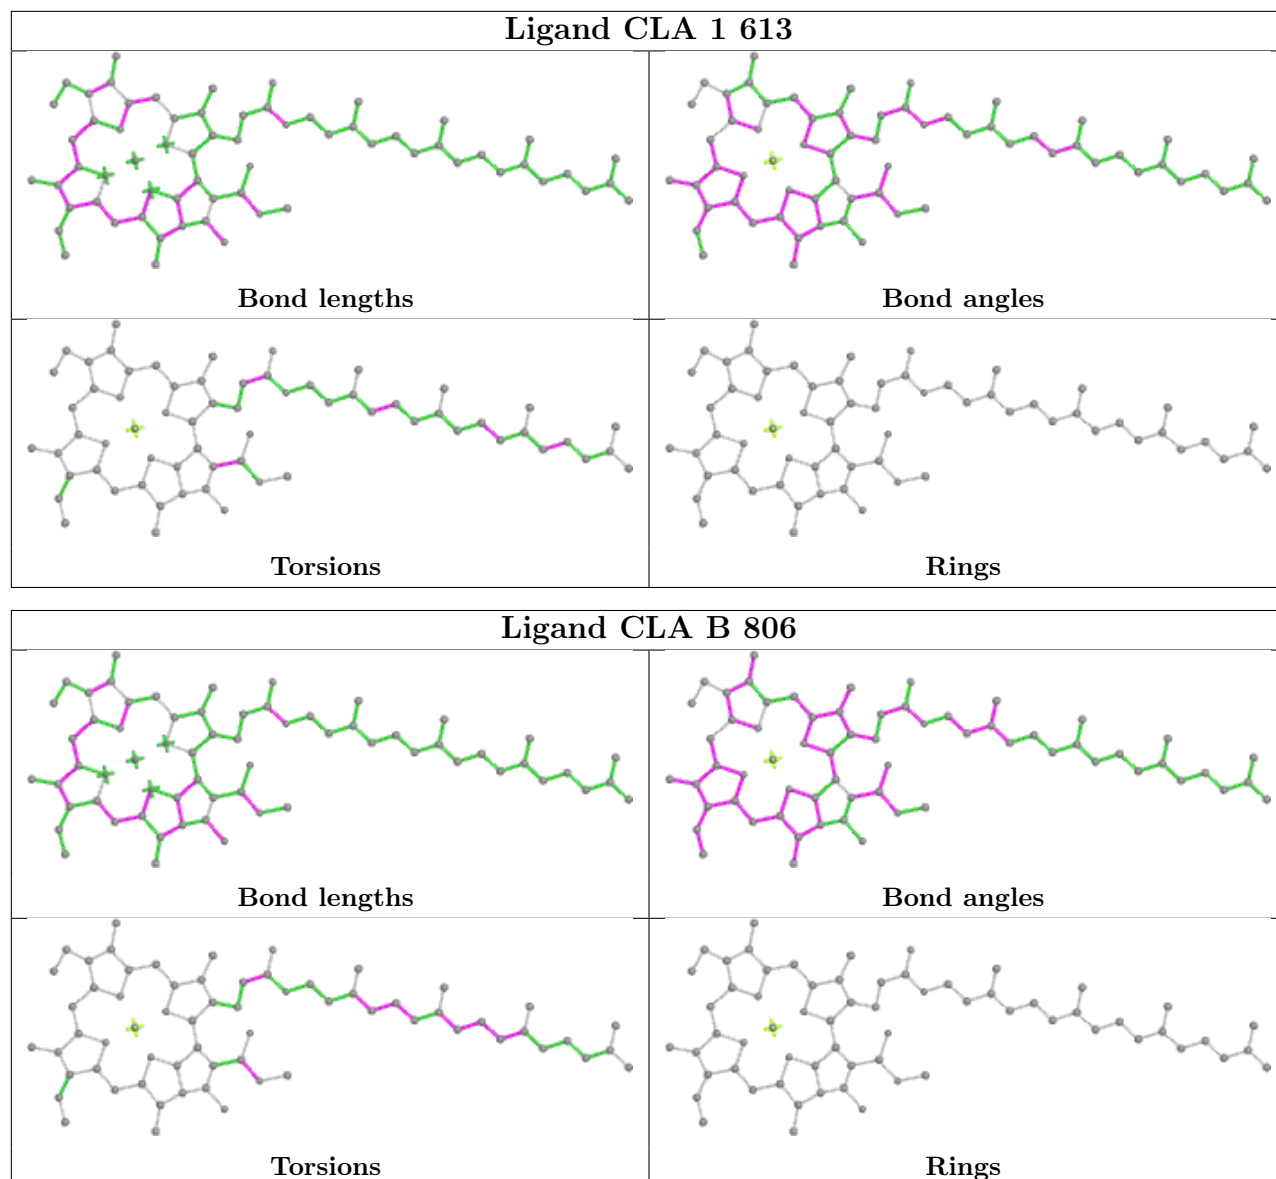 Ligand CLA 1 613
Bond lengths
Bond angles
Torsions
Rings
Ligand CLA B 806
Bond lengths
Bond angles
Torsions
Rings